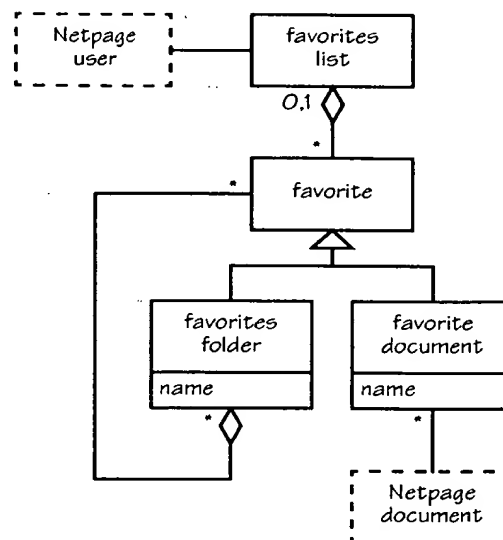 Netpage
user
favorites
list
0,1
*
*
favorite
favorites
folder
name
*
favorite
document
name
*
Netpage
document